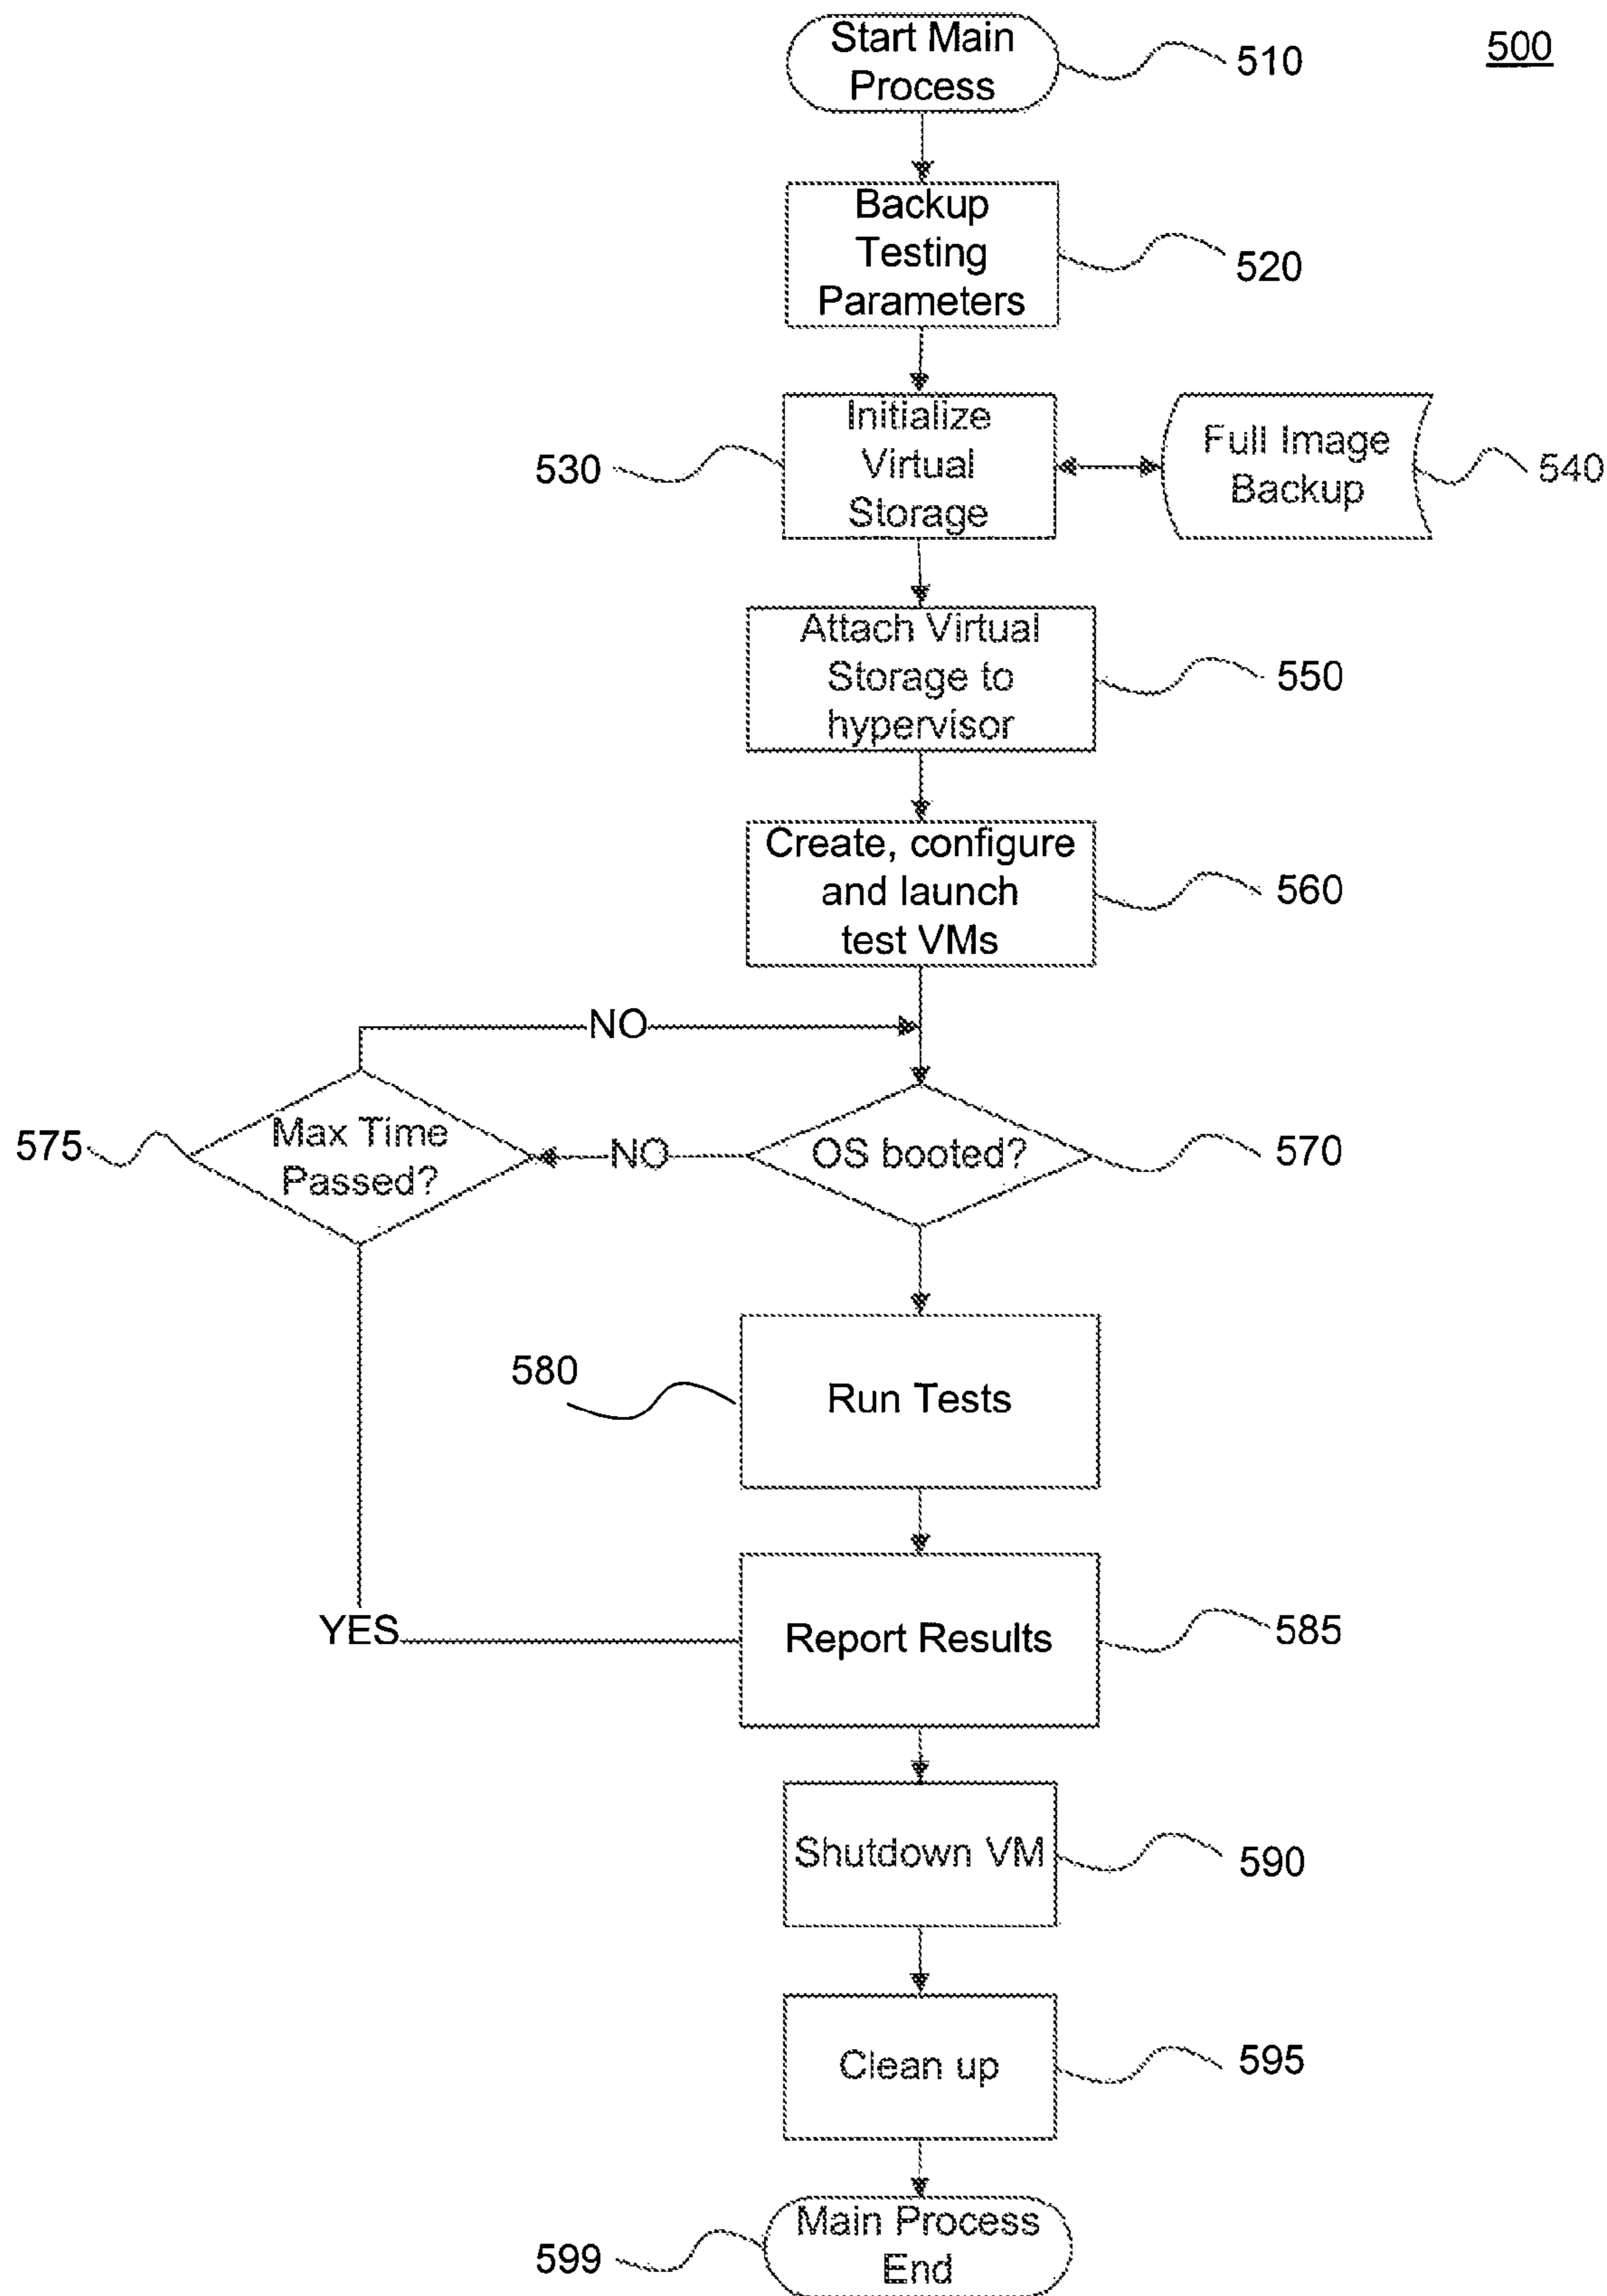 500
Start Main
Process
510
Backup
Testing
Parameters
520
Initialize
Virtual
Storage
530
Full Image
Backup
540
Attach Virtual
Storage to
hypervisor
550
Create, configure
and launch
test VMs
560
NO
OS booted?
570
NO
Max Time
Passed?
575
580
Run Tests
YES
Report Results
585
Shutdown VM
590
Clean up
595
Main Process
End
599